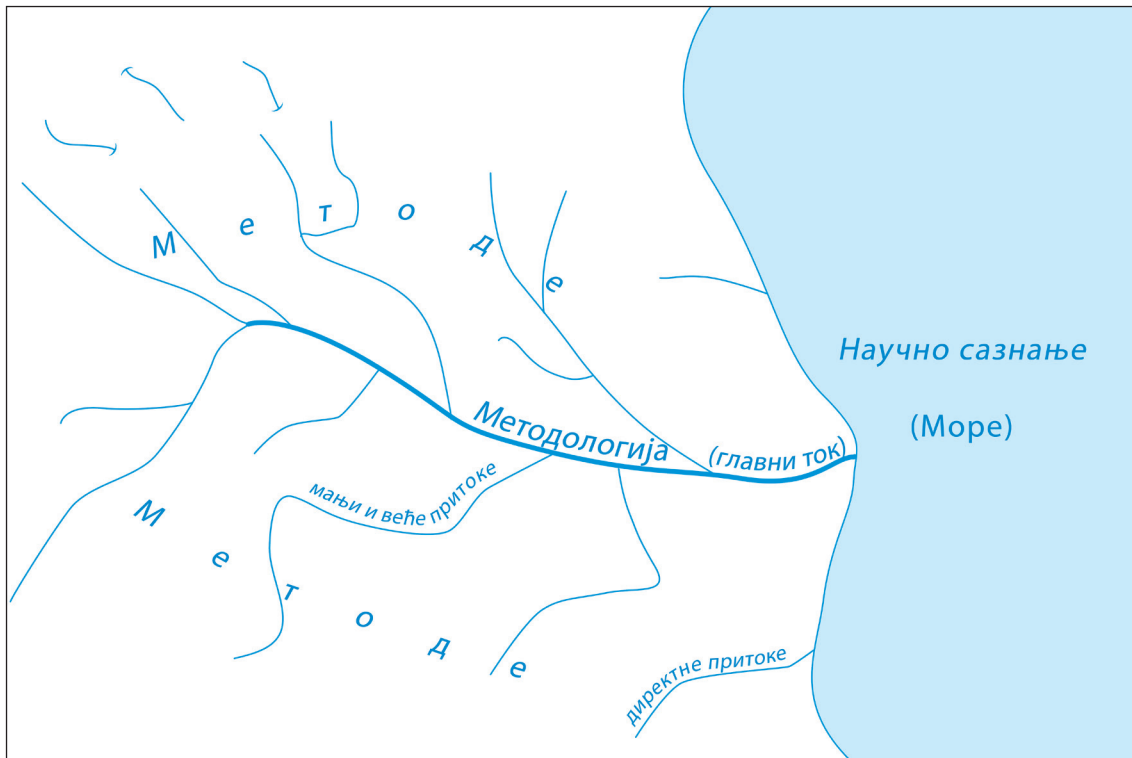 Методе
Научно сазнање
(Море)
Методологија (главни ток)
мањи и веће притоке
Методе
директне притоке